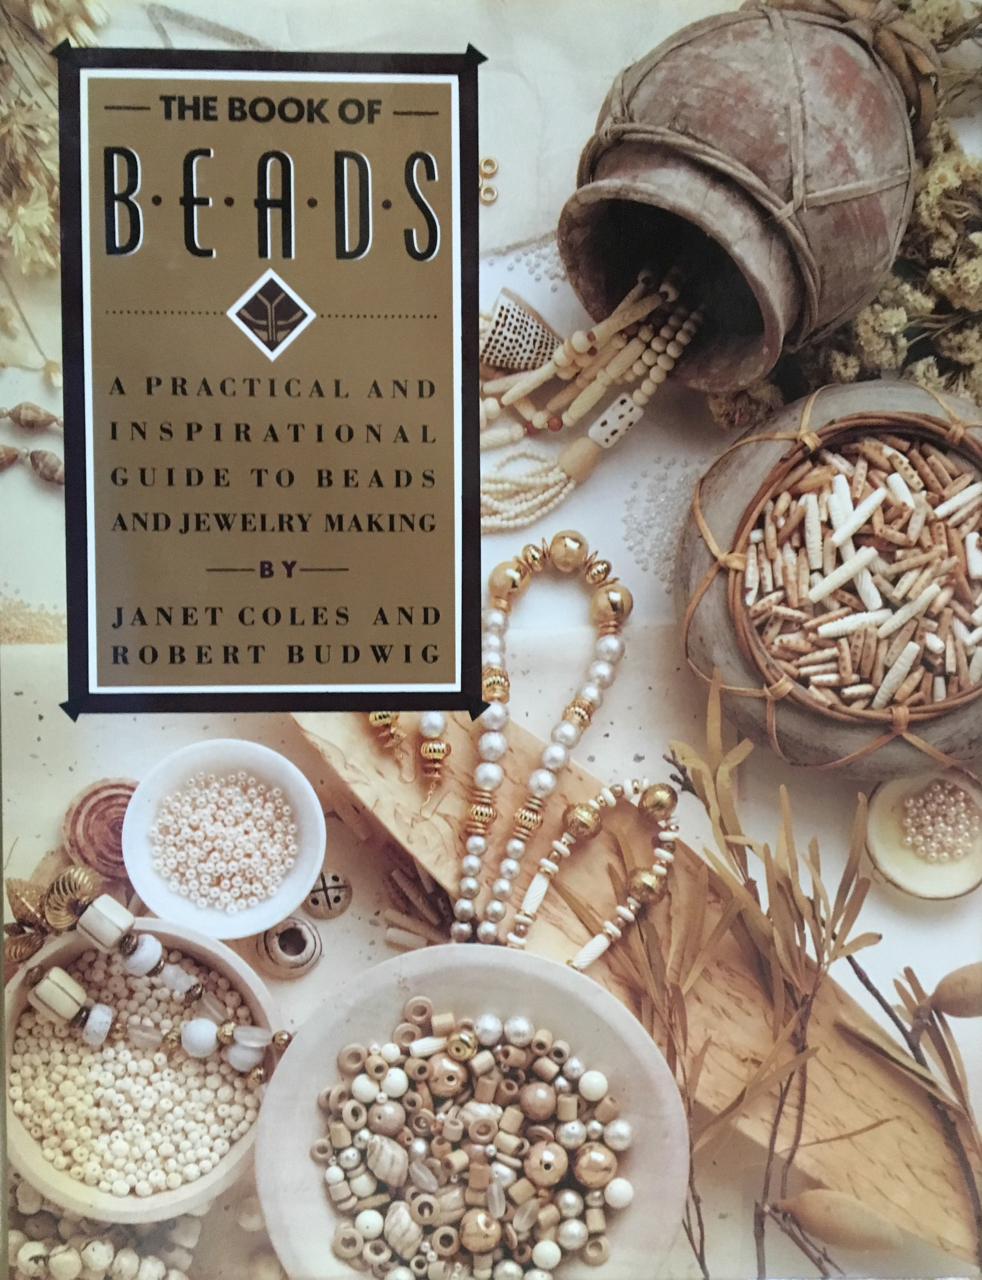 THE BOOK OF
B·E·A·D·S
A PRACTICAL AND
INSPIRATIONAL
GUIDE TO BEADS
AND JEWELRY MAKING
BY
JANET COLES AND
ROBERT BUDWIG